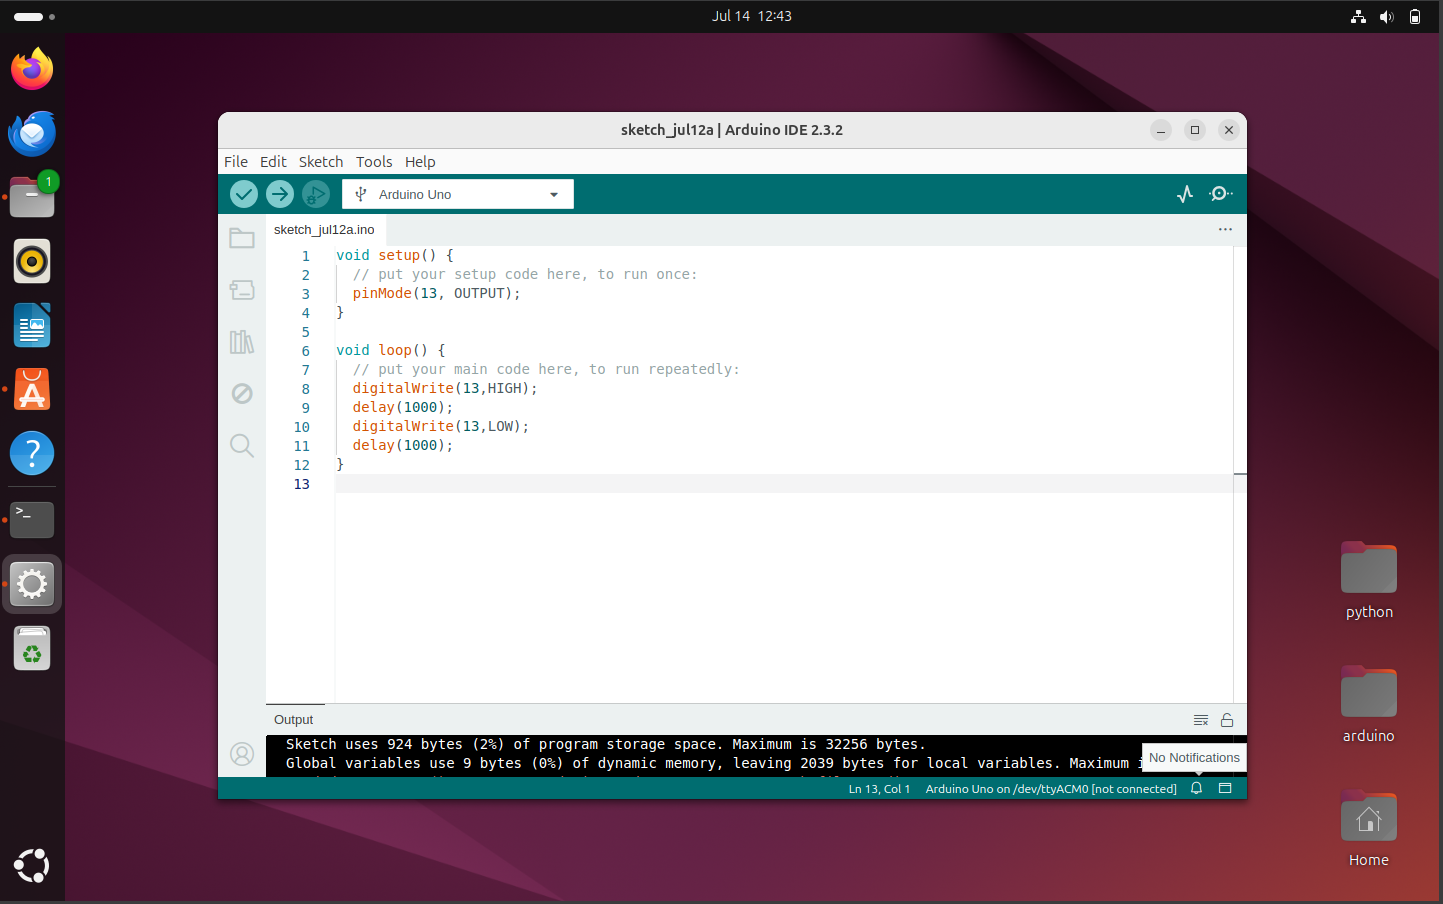 Jul 14 12:43
1
sketch_jul12a | Arduino IDE 2.3.2
File Edit Sketch Tools Help
Arduino Uno
sketch_jul12a.ino
1 void setup() {
2 // put your setup code here, to run once:
3 pinMode(13, OUTPUT);
4 }
5
6 void loop() {
7 // put your main code here, to run repeatedly:
8 digitalWrite(13,HIGH);
9 delay(1000);
10 digitalWrite(13,LOW);
11 delay(1000);
12 }
13
Output
Sketch uses 924 bytes (2%) of program storage space. Maximum is 32256 bytes.
Global variables use 9 bytes (0%) of dynamic memory, leaving 2039 bytes for local variables. Maximum
No Notifications
Ln 13, Col 1 Arduino Uno on /dev/ttyACM0 [not connected]
python
arduino
Home